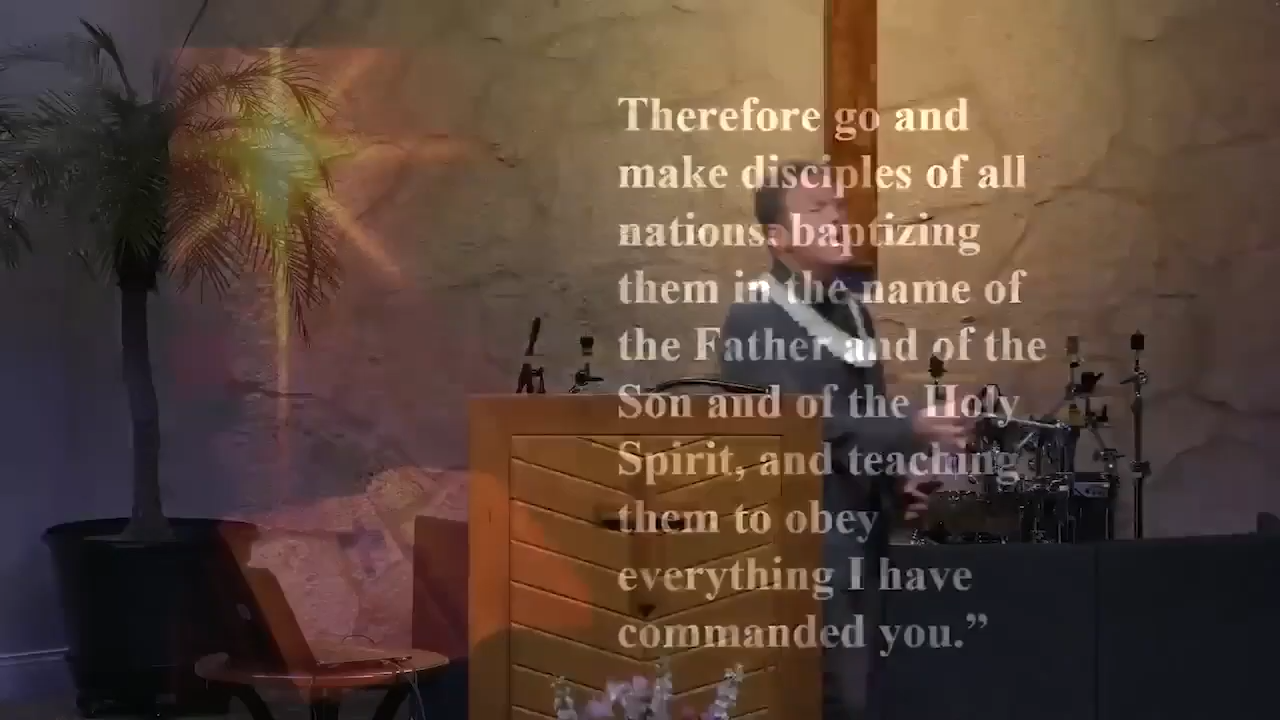 Therefore go and
make disciples of all
nations, baptizing
them in the name of
the Father and of the
Son and of the Holy
Spirit, and teaching
them to obey
everything I have
commanded you.”